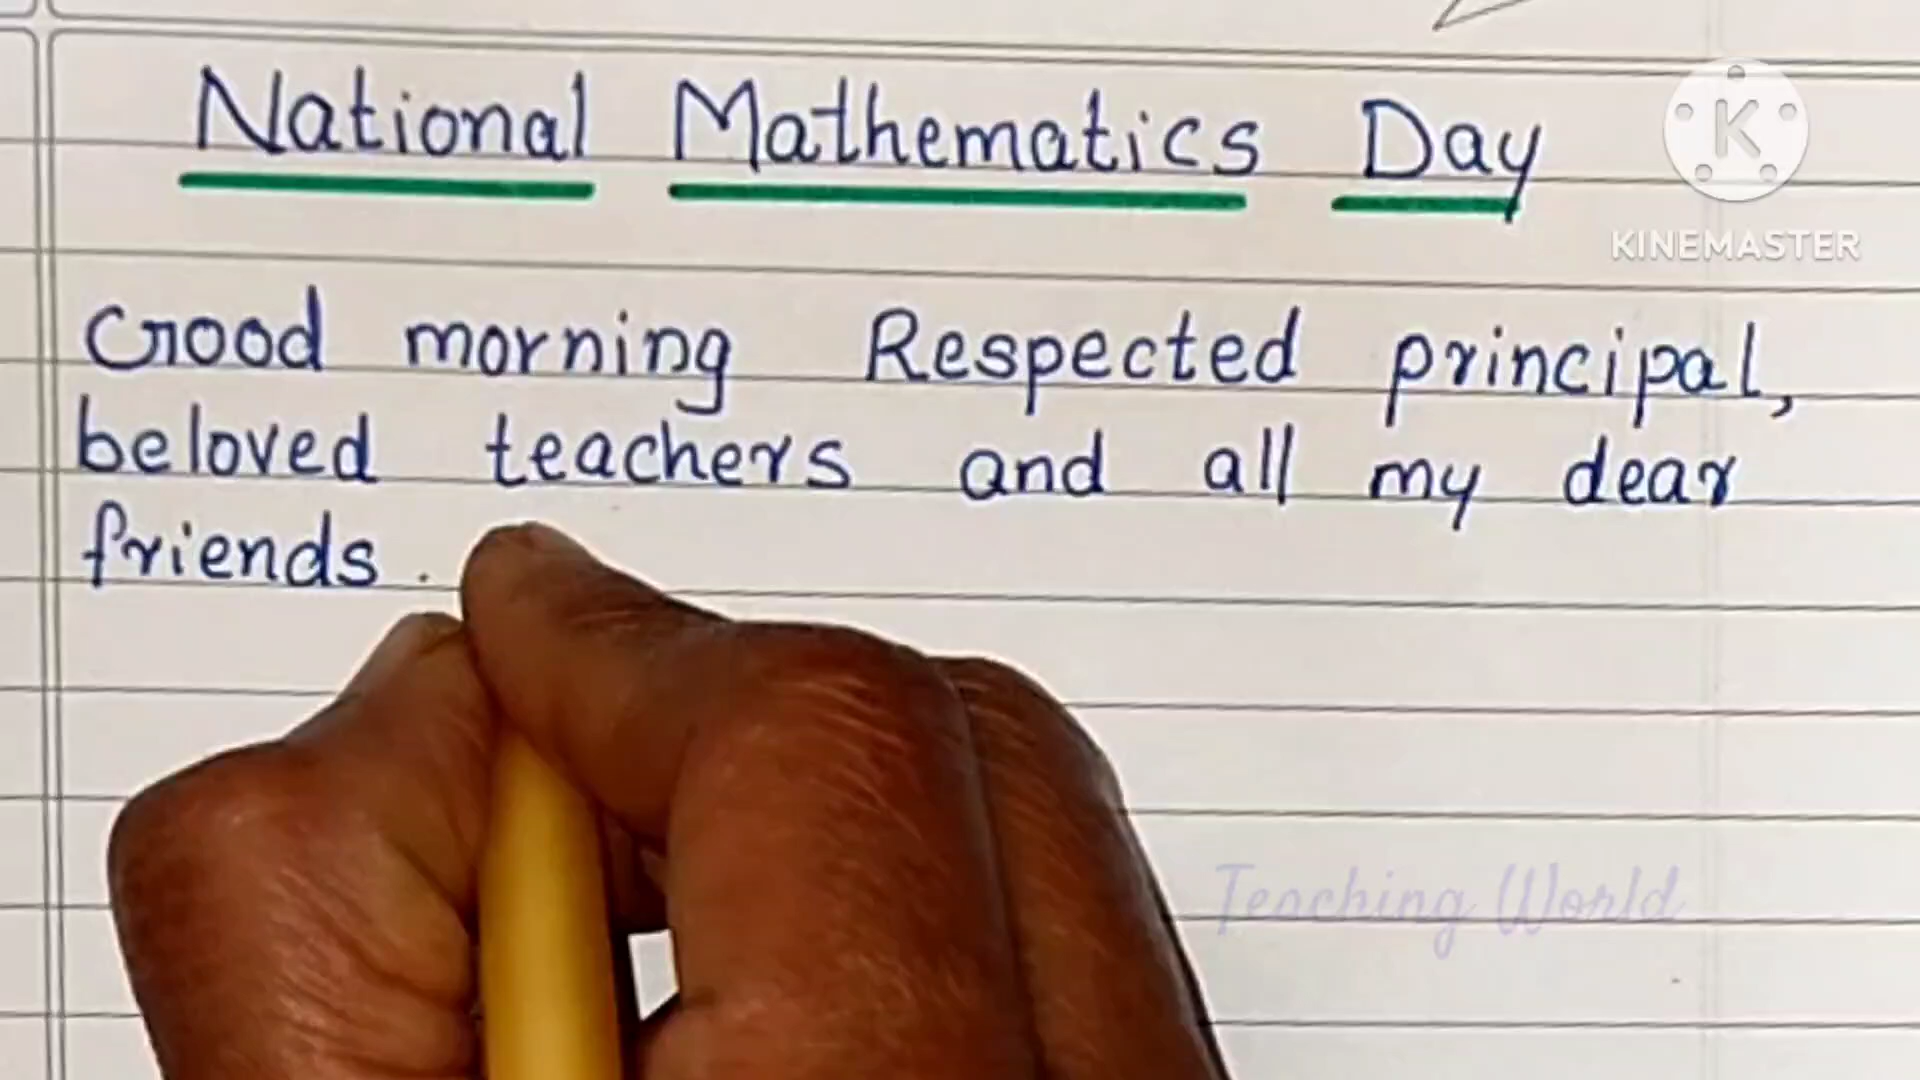 National Mathematics Day
K
KINEMASTER
Good morning Respected principal,
beloved teachers and all my dear
friends.
Teaching World